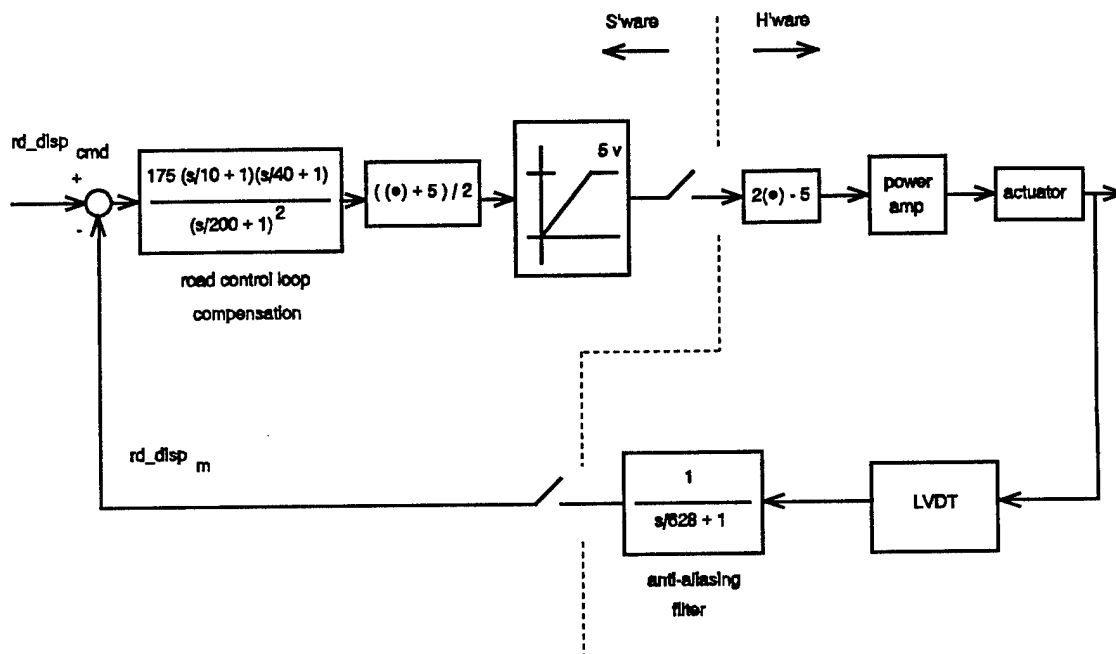 S'ware
H'ware
rd_disp cmd
+
-
175 (s/10 + 1)(s/40 + 1)
(s/200 + 1)2
road control loop
compensation
( (•) + 5 ) / 2
5 v
2(•) - 5
power
amp
actuator
rd_disp m
1
s/628 + 1
anti-aliasing
filter
LVDT